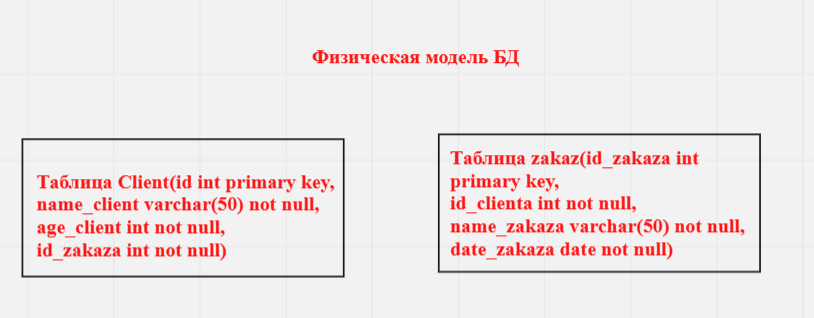 Физическая модель БД
Таблица Client(id int primary key,
name_client varchar(50) not null,
age_client int not null,
id_zakaza int not null)
Таблица zakaz(id_zakaza int
primary key,
id_clienta int not null,
name_zakaza varchar(50) not null,
date_zakaza date not null)